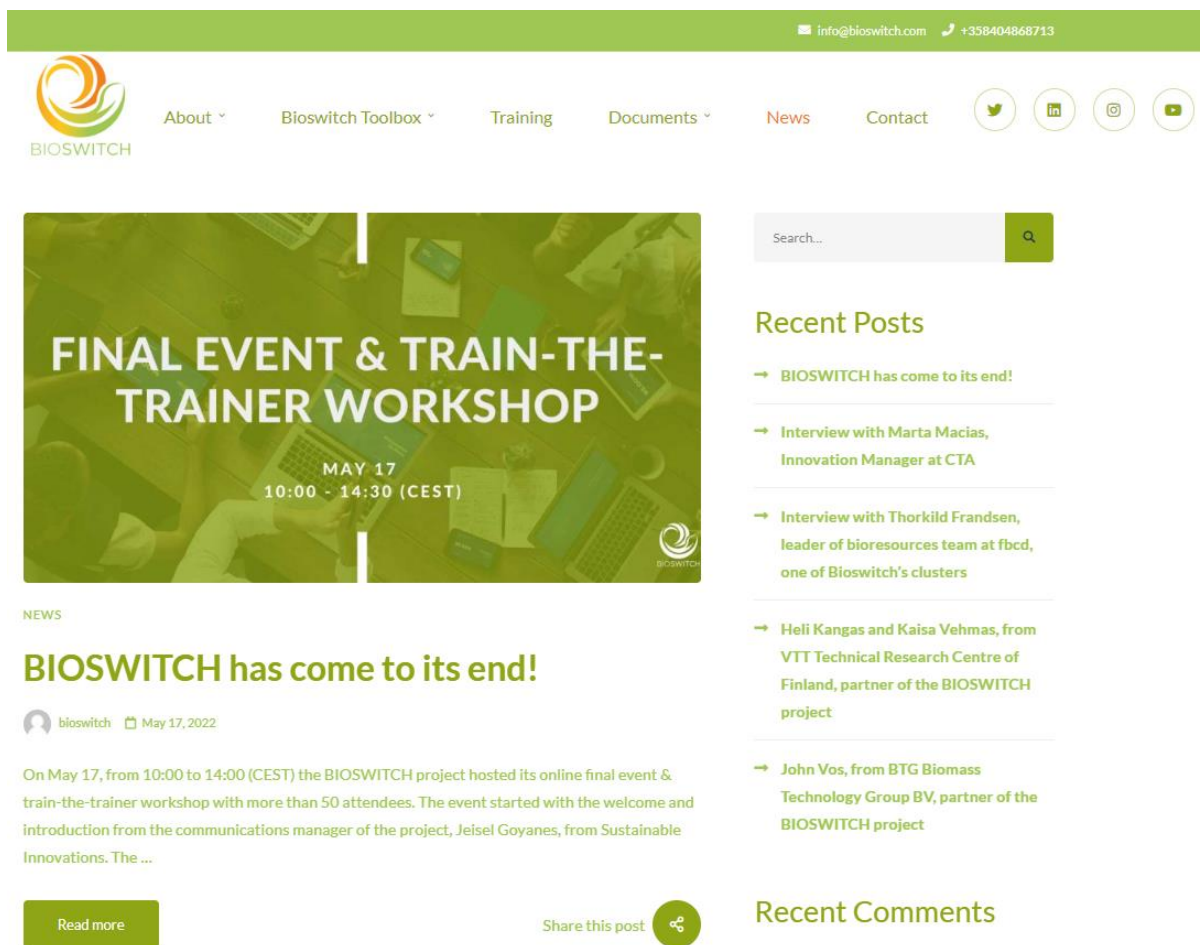 info@bioswitch.com +358404868713
BIOSWITCH
About Bioswitch Toolbox Training Documents News Contact
FINAL EVENT & TRAIN-THE-
TRAINER WORKSHOP
MAY 17
10:00 - 14:30 (CEST)
BIOSWITCH
NEWS
BIOSWITCH has come to its end!
bioswitch May 17, 2022
On May 17, from 10:00 to 14:00 (CEST) the BIOSWITCH project hosted its online final event &
train-the-trainer workshop with more than 50 attendees. The event started with the welcome and
introduction from the communications manager of the project, Jeisel Goyanes, from Sustainable
Innovations. The ...
Read more
Share this post
Search...
Recent Posts
BIOSWITCH has come to its end!
Interview with Marta Macias,
Innovation Manager at CTA
Interview with Thorkild Frandsen,
leader of bioresources team at fbcd,
one of Bioswitch's clusters
Heli Kangas and Kaisa Vehmas, from
VTT Technical Research Centre of
Finland, partner of the BIOSWITCH
project
John Vos, from BTG Biomass
Technology Group BV, partner of the
BIOSWITCH project
Recent Comments